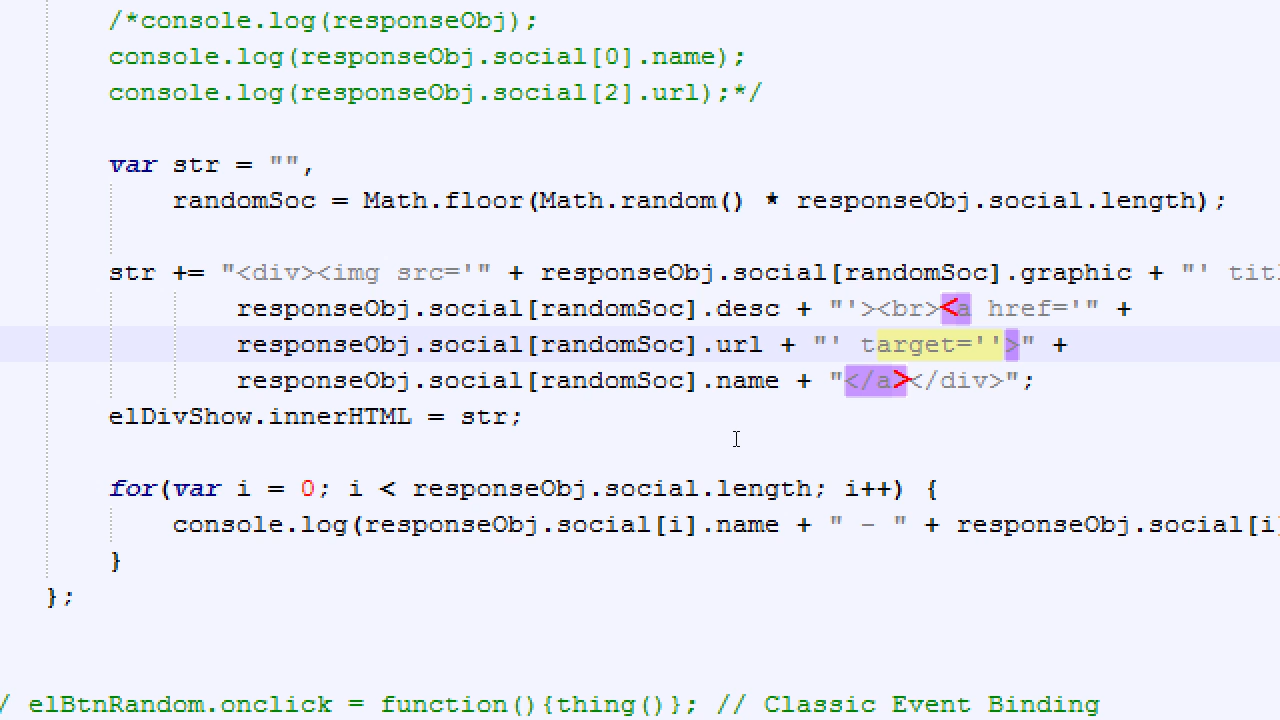 /*console.log(responseObj);
console.log(responseObj.social[0].name);
console.log(responseObj.social[2].url);*/
var str = "",
randomSoc = Math.floor(Math.random() * responseObj.social.length);
str += "<div><img src='" + responseObj.social[randomSoc].graphic + "' titl
responseObj.social[randomSoc].desc + "'><br><a href='" +
responseObj.social[randomSoc].url + "' target=''>" +
responseObj.social[randomSoc].name + "</a></div>";
elDivShow.innerHTML = str;
for(var i = 0; i < responseObj.social.length; i++) {
console.log(responseObj.social[i].name + " - " + responseObj.social[i]
}
};
/ elBtnRandom.onclick = function(){thing()}; // Classic Event Binding